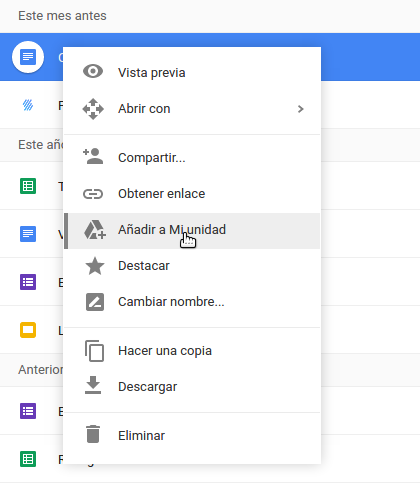 Este mes antes
Vista previa
Abrir con
Este año
Compartir...
Obtener enlace
Añadir a Mi unidad
Destacar
Cambiar nombre...
Hacer una copia
Anterior
Descargar
Eliminar